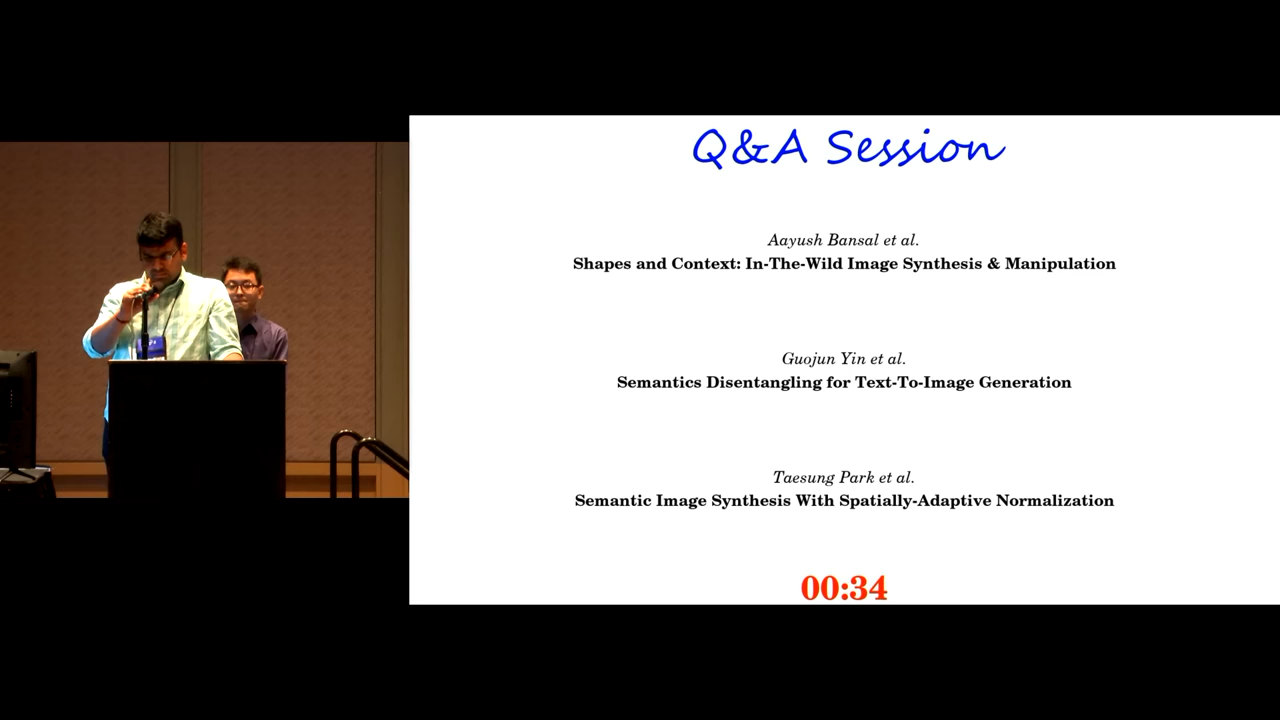 Q&A Session
Aayush Bansal et al.
Shapes and Context: In-The-Wild Image Synthesis & Manipulation
Guojun Yin et al.
Semantics Disentangling for Text-To-Image Generation
Taesung Park et al.
Semantic Image Synthesis With Spatially-Adaptive Normalization
00:34